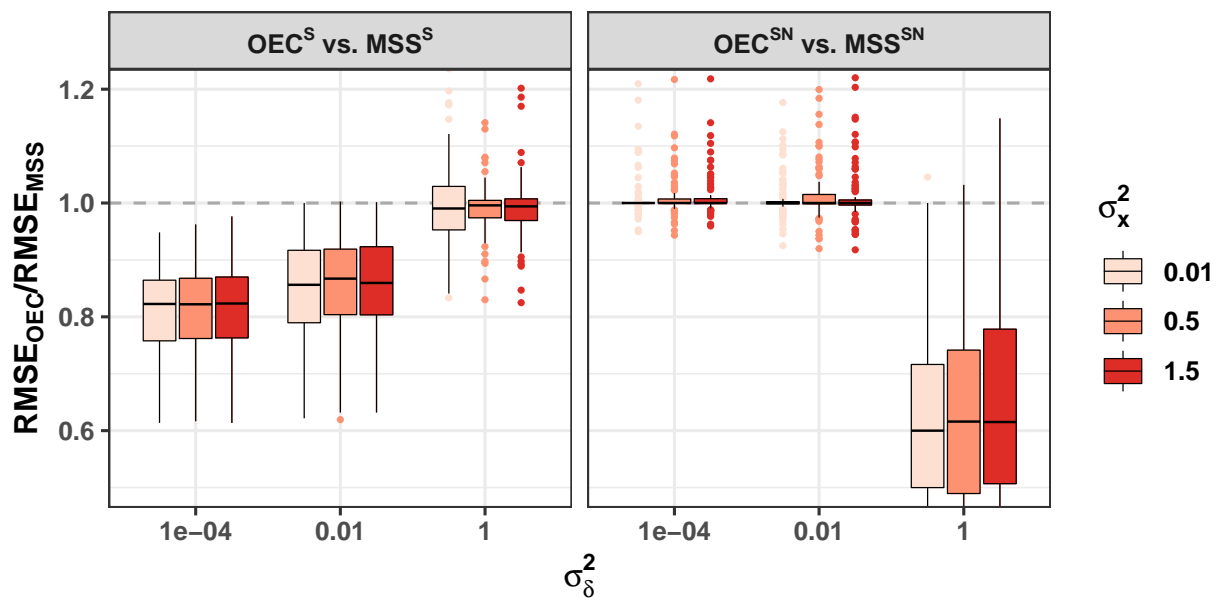 OEC^S vs. MSS^S
OEC^SN vs. MSS^SN
RMSE_OEC/RMSE_MSS
1.2
1.0
0.8
0.6
1e−04
0.01
1
1e−04
0.01
1
σ_δ^2
σ_x^2
0.01
0.5
1.5